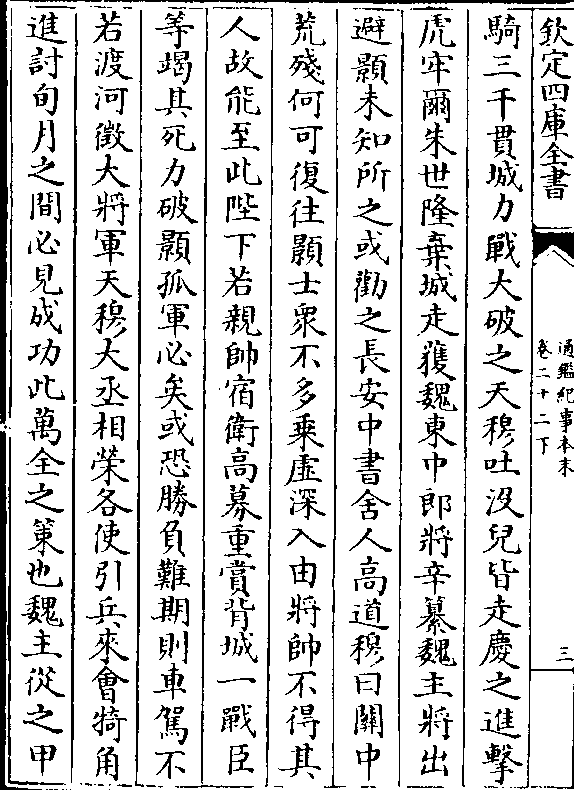 欽定四庫全書
通鑑紀事本末
卷二十二下
三
騎三千貫城力戰大破之天穆吐沒兒皆走慶之進擊
虎牢爾朱世隆棄城走獲魏東中郎將辛纂魏主將出
避顥未知所之或勸之長安中書舍人高道穆曰關中
荒殘何可復往顥士衆不多乗虛深入由將帥不得其
人故能至此陛下若親帥宿衛高募重賞背城一戰臣
等竭其死力破顥孤軍必矣或恐勝負難期則車駕不
若渡河徵大將軍天穆大丞相榮各使引兵來會犄角
進討旬月之間必見成功此萬全之策也魏主從之甲